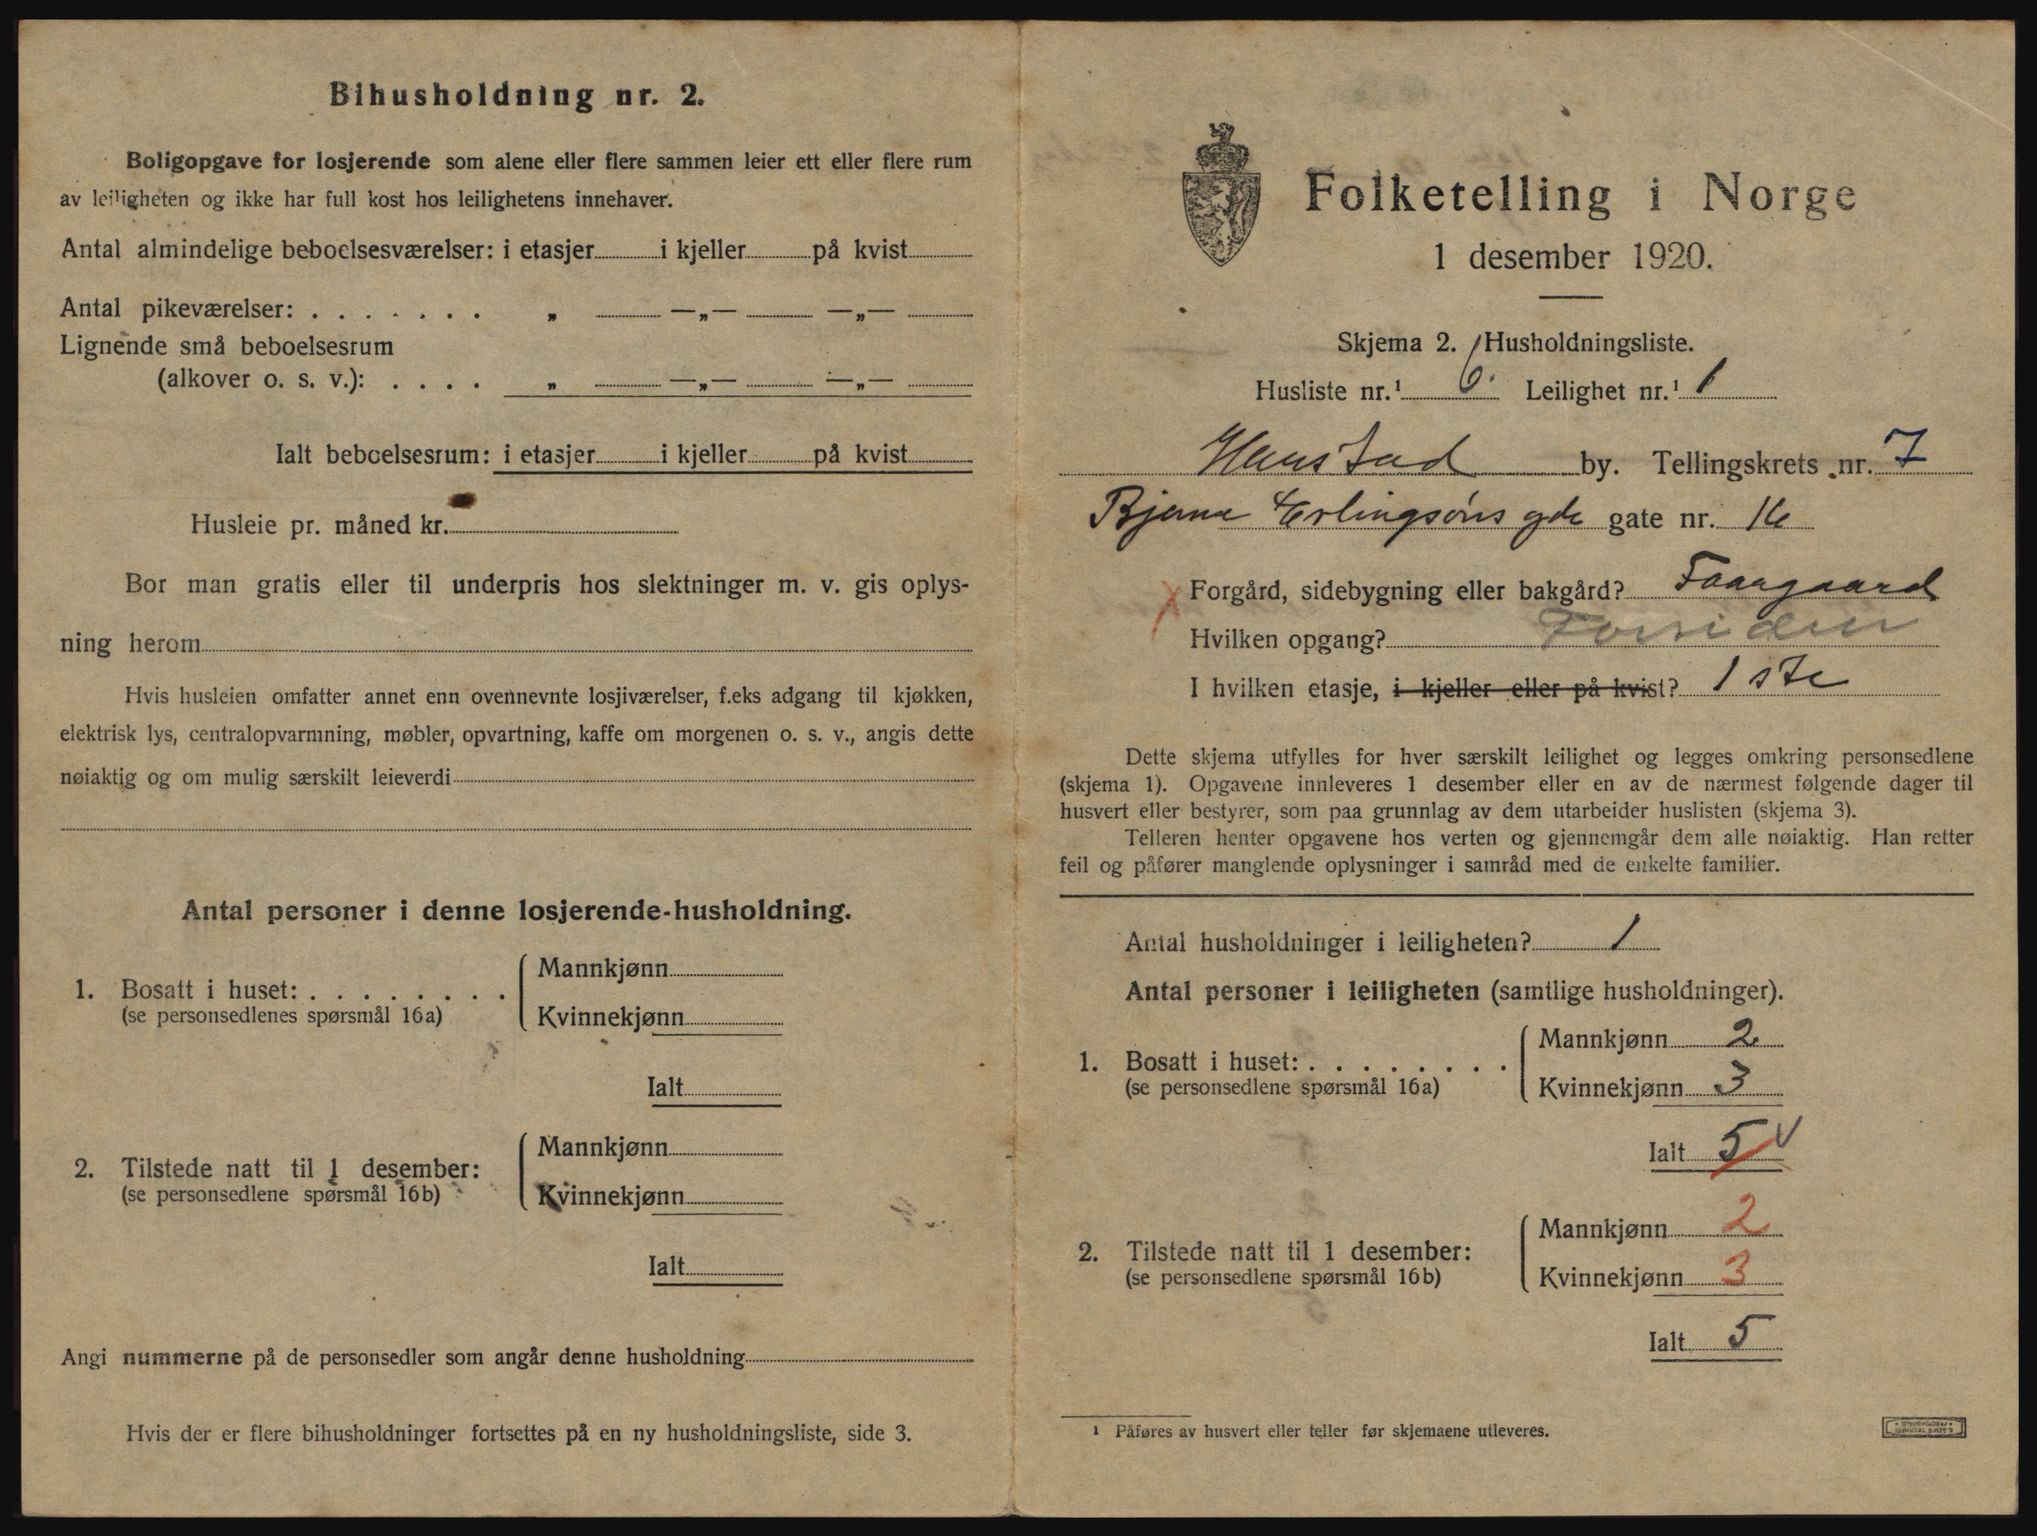 Bihusholdning nr. 2.
Boligopgave for losjerende som alene eller flere sammen leier ett eller flere rum
av leiligheten og ikke har full kost hos leilighetens innehaver.
Antal almindelige beboelsesværelser: i etasjer i kjeller på kvist
Antal pikeværelser: . . . . . . . „ —„— —„—
Lignende små beboelsesrum
(alkover o. s. v.): . . . . „ —„— —„—
Ialt beboelsesrum: i etasjer i kjeller på kvist
Husleie pr. måned kr.
Bor man gratis eller til underpris hos slektninger m. v. gis oplys-
ning herom
Hvis husleien omfatter annet enn ovennevnte losjiværelser, f.eks adgang til kjøkken,
elektrisk lys, centralopvarmning, møbler, opvartning, kaffe om morgenen o. s. v., angis dette
nøiaktig og om mulig særskilt leieverdi
Antal personer i denne losjerende-husholdning.
1. Bosatt i huset: . . . . . . . . Mannkjønn
(se personsedlenes spørsmål 16a) Kvinnekjønn
Ialt
2. Tilstede natt til 1 desember: Mannkjønn
(se personsedlene spørsmål 16b) Kvinnekjønn
Ialt
Angi nummerne på de personsedler som angår denne husholdning
Hvis der er flere bihusholdninger fortsettes på en ny husholdningsliste, side 3.
Folketelling i Norge
1 desember 1920.
Skjema 2. Husholdningsliste.
Husliste nr.¹ 6. Leilighet nr.¹ 1
Harstad by. Tellingskrets nr. 7
Bjarne Erlingsøns gde gate nr. 16
Forgård, sidebygning eller bakgård? Foargaard
Hvilken opgang? Forsiden
I hvilken etasje, i kjeller eller på kvist? 1 ste
Dette skjema utfylles for hver særskilt leilighet og legges omkring personsedlene
(skjema 1). Opgavene innleveres 1 desember eller en av de nærmest følgende dager til
husvert eller bestyrer, som paa grunnlag av dem utarbeider huslisten (skjema 3).
Telleren henter opgavene hos verten og gjennemgår dem alle nøiaktig. Han retter
feil og påfører manglende oplysninger i samråd med de enkelte familier.
Antal husholdninger i leiligheten? 1
Antal personer i leiligheten (samtlige husholdninger).
1. Bosatt i huset: . . . . . . . . Mannkjønn 2
(se personsedlene spørsmål 16a) Kvinnekjønn 3
Ialt 5
2. Tilstede natt til 1 desember: Mannkjønn 2
(se personsedlene spørsmål 16b) Kvinnekjønn 3
Ialt 5
¹ Påføres av husvert eller teller før skjemaene utleveres.